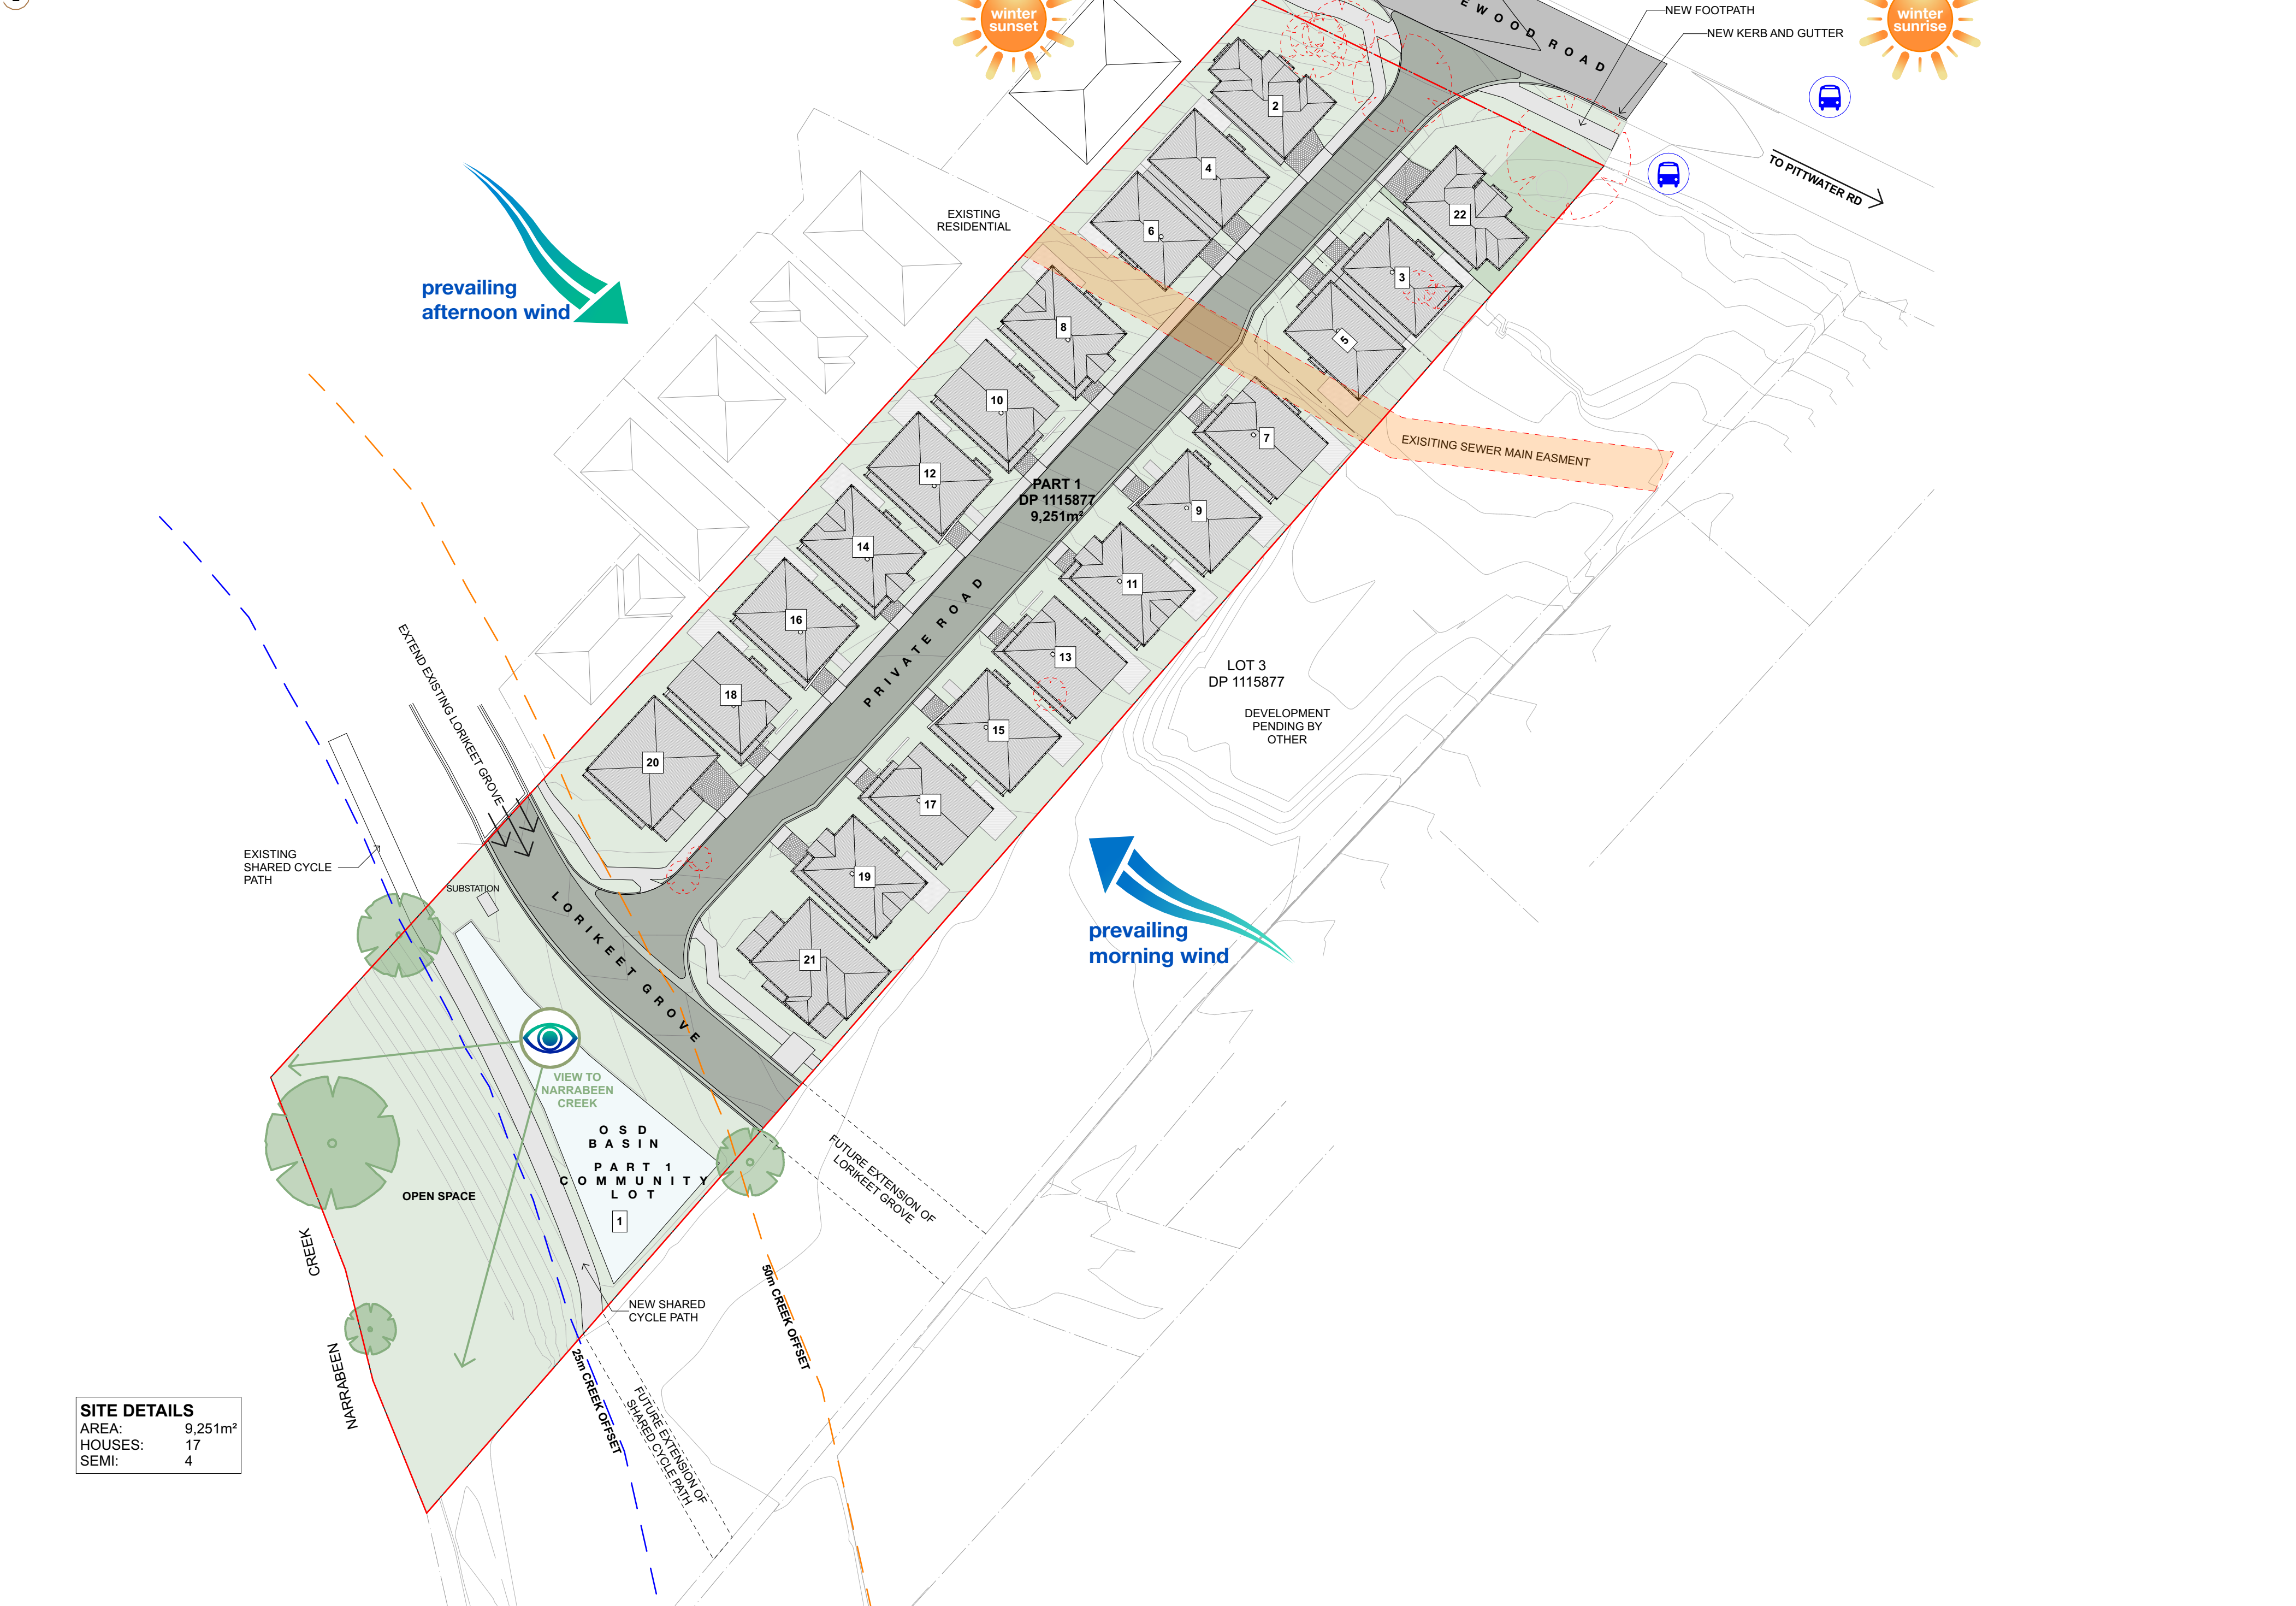 winter
sunset
EWOOD ROAD
NEW FOOTPATH
NEW KERB AND GUTTER
winter
sunrise
TO PITTWATER RD
2
4
6
22
3
5
EXISTING
RESIDENTIAL
prevailing
afternoon wind
8
10
12
14
16
18
20
7
9
11
13
15
17
19
21
EXISITING SEWER MAIN EASMENT
PART 1
DP 1115877
9,251m²
PRIVATE ROAD
LOT 3
DP 1115877
DEVELOPMENT
PENDING BY
OTHER
EXTEND EXISTING LORIKEET GROVE
EXISTING
SHARED CYCLE
PATH
SUBSTATION
LORIKEET GROVE
prevailing
morning wind
VIEW TO
NARRABEEN
CREEK
OSD
BASIN
PART 1
COMMUNITY
LOT
1
OPEN SPACE
FUTURE EXTENSION OF
LORIKEET GROVE
NARRABEEN CREEK
NEW SHARED
CYCLE PATH
50m CREEK OFFSET
25m CREEK OFFSET
FUTURE EXTENSION OF
SHARED CYCLE PATH
SITE DETAILS
AREA: 9,251m²
HOUSES: 17
SEMI: 4